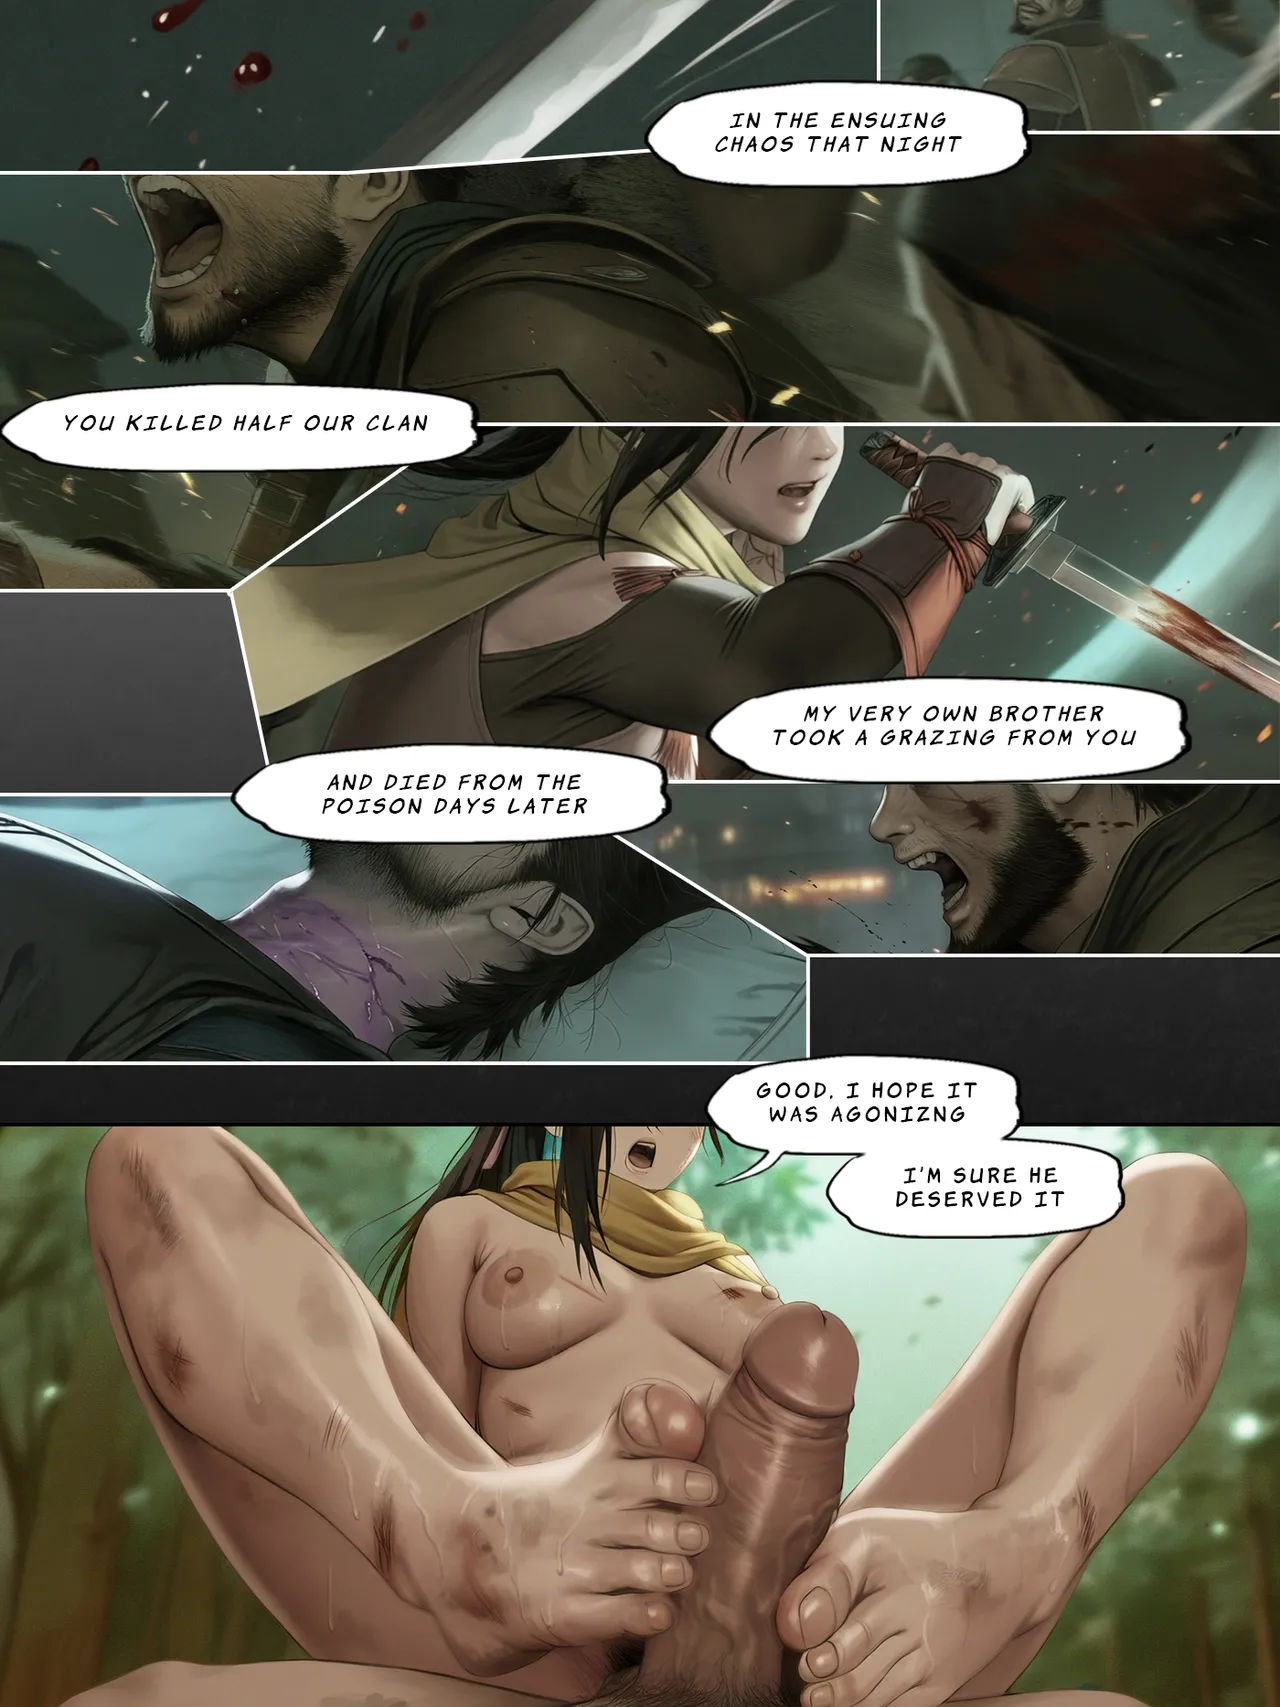 IN THE ENSUING
CHAOS THAT NIGHT
YOU KILLED HALF OUR CLAN
MY VERY OWN BROTHER
TOOK A GRAZING FROM YOU
AND DIED FROM THE
POISON DAYS LATER
GOOD, I HOPE IT
WAS AGONIZNG
I'M SURE HE
DESERVED IT